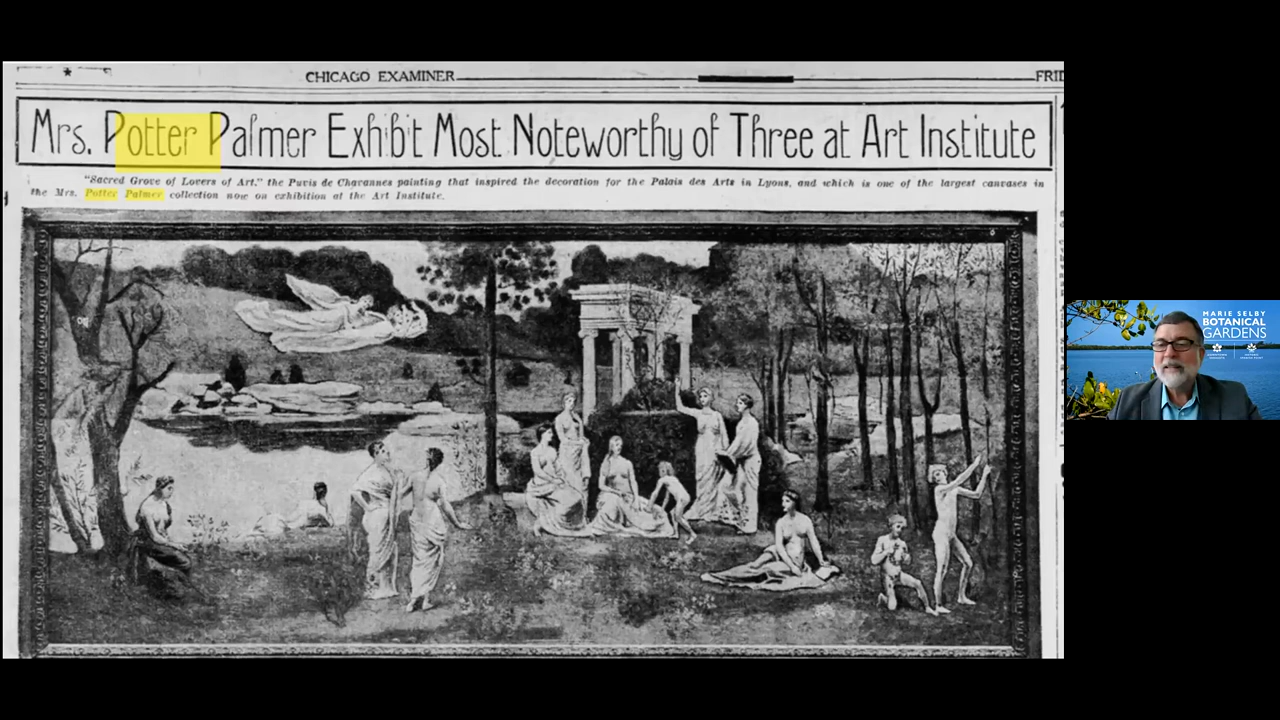 CHICAGO EXAMINER
FRID
Mrs. Potter Palmer Exhibit Most Noteworthy of Three at Art Institute
"Sacred Grove of Lovers of Art," the Puvis de Chavannes painting that inspired the decoration for the Palais des Arts in Lyons, and which is one of the largest canvases in
the Mrs. Potter Palmer collection now on exhibition at the Art Institute.
MARIE SELBY
BOTANICAL
GARDENS